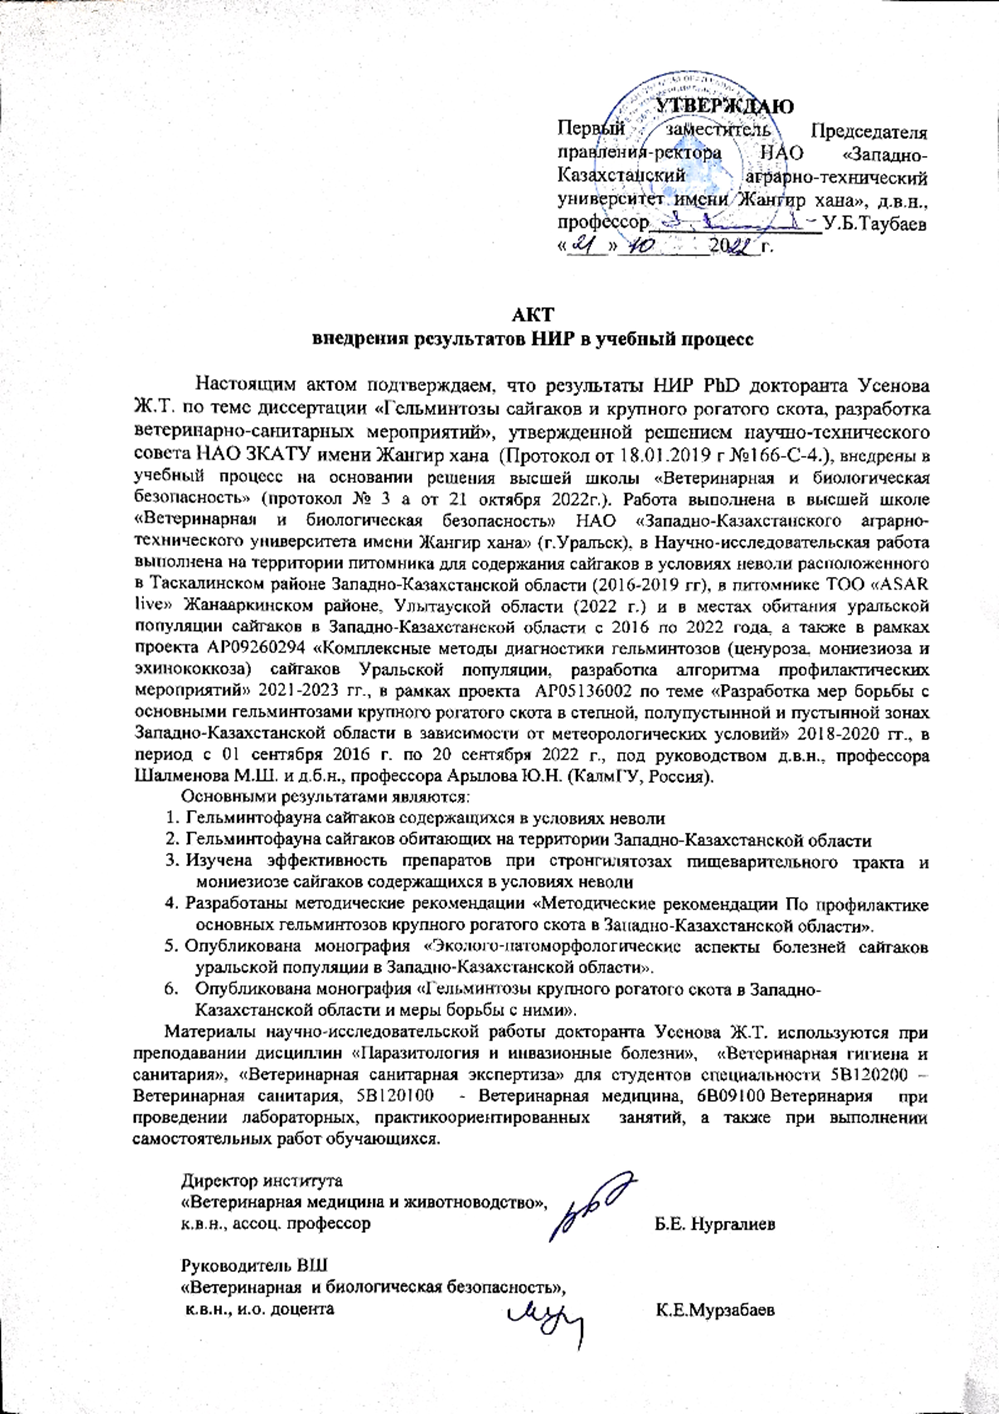 УТВЕРЖДАЮ
Первый заместитель Председателя
правления-ректора НАО «Западно-
Казахстанский аграрно-технический
университет имени Жангир хана», д.в.н.,
профессор У.Б.Таубаев
« 21 » 10 2022 г.
АКТ
внедрения результатов НИР в учебный процесс
Настоящим актом подтверждаем, что результаты НИР PhD докторанта Усенова
Ж.Т. по теме диссертации «Гельминтозы сайгаков и крупного рогатого скота, разработка
ветеринарно-санитарных мероприятий», утвержденной решением научно-технического
совета НАО ЗКАТУ имени Жангир хана (Протокол от 18.01.2019 г №166-С-4.), внедрены в
учебный процесс на основании решения высшей школы «Ветеринарная и биологическая
безопасность» (протокол № 3 а от 21 октября 2022г.). Работа выполнена в высшей школе
«Ветеринарная и биологическая безопасность» НАО «Западно-Казахстанского аграрно-
технического университета имени Жангир хана» (г.Уральск), в Научно-исследовательская работа
выполнена на территории питомника для содержания сайгаков в условиях неволи расположенного
в Таскалинском районе Западно-Казахстанской области (2016-2019 гг), в питомнике ТОО «ASAR
live» Жанааркинском районе, Улытауской области (2022 г.) и в местах обитания уральской
популяции сайгаков в Западно-Казахстанской области с 2016 по 2022 года, а также в рамках
проекта АР09260294 «Комплексные методы диагностики гельминтозов (ценуроза, мониезиоза и
эхинококкоза) сайгаков Уральской популяции, разработка алгоритма профилактических
мероприятий» 2021-2023 гг., в рамках проекта АР05136002 по теме «Разработка мер борьбы с
основными гельминтозами крупного рогатого скота в степной, полупустынной и пустынной зонах
Западно-Казахстанской области в зависимости от метеорологических условий» 2018-2020 гг., в
период с 01 сентября 2016 г. по 20 сентября 2022 г., под руководством д.в.н., профессора
Шалменова М.Ш. и д.б.н., профессора Арылова Ю.Н. (КалмГУ, Россия).
Основными результатами являются:
1. Гельминтофауна сайгаков содержащихся в условиях неволи
2. Гельминтофауна сайгаков обитающих на территории Западно-Казахстанской области
3. Изучена эффективность препаратов при стронгилятозах пищеварительного тракта и
мониезиозе сайгаков содержащихся в условиях неволи
4. Разработаны методические рекомендации «Методические рекомендации По профилактике
основных гельминтозов крупного рогатого скота в Западно-Казахстанской области».
5. Опубликована монография «Эколого-патоморфологические аспекты болезней сайгаков
уральской популяции в Западно-Казахстанской области».
6. Опубликована монография «Гельминтозы крупного рогатого скота в Западно-
Казахстанской области и меры борьбы с ними».
Материалы научно-исследовательской работы докторанта Усенова Ж.Т. используются при
преподавании дисциплин «Паразитология и инвазионные болезни», «Ветеринарная гигиена и
санитария», «Ветеринарная санитарная экспертиза» для студентов специальности 5В120200 –
Ветеринарная санитария, 5В120100 - Ветеринарная медицина, 6В09100 Ветеринария при
проведении лабораторных, практикоориентированных занятий, а также при выполнении
самостоятельных работ обучающихся.
Директор института
«Ветеринарная медицина и животноводство»,
к.в.н., ассоц. профессор Б.Е. Нургалиев
Руководитель ВШ
«Ветеринарная и биологическая безопасность»,
к.в.н., и.о. доцента К.Е.Мурзабаев